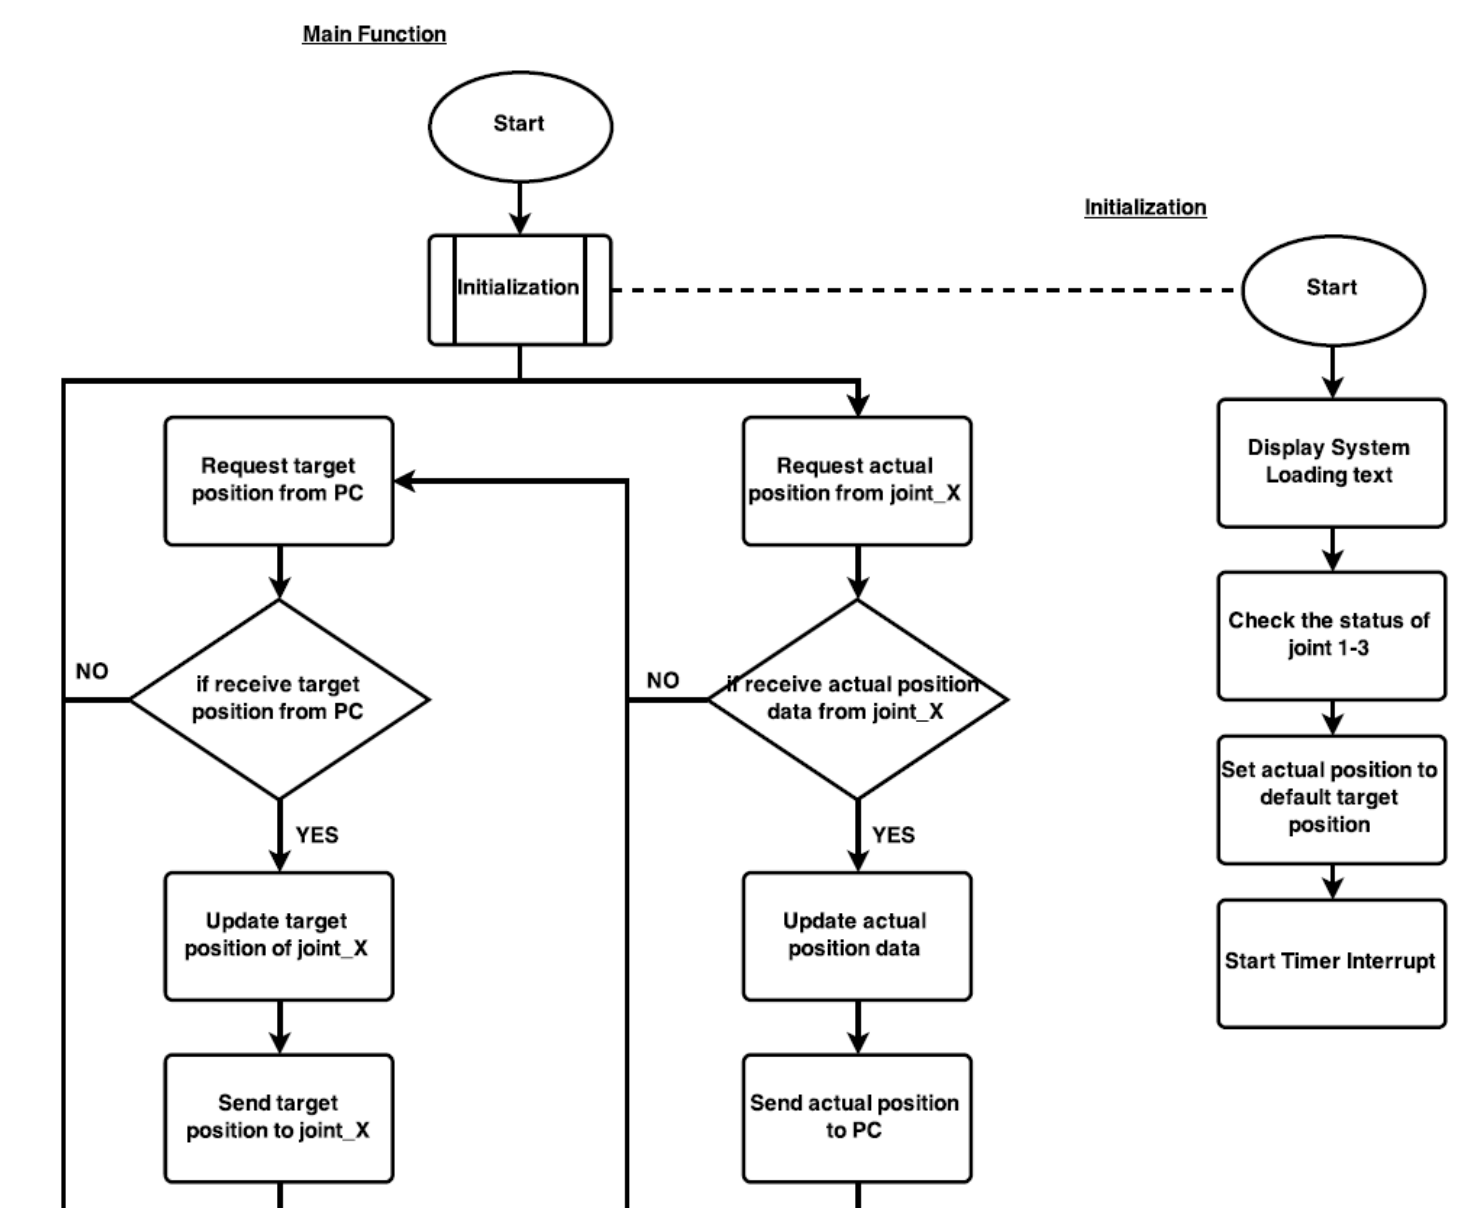 Main Function
Start
Initialization
Initialization
Start
Request target
position from PC
Request actual
position from joint_X
Display System
Loading text
NO
if receive target
position from PC
NO
if receive actual position
data from joint_X
Check the status of
joint 1-3
YES
YES
Set actual position to
default target
position
Update target
position of joint_X
Update actual
position data
Start Timer Interrupt
Send target
position to joint_X
Send actual position
to PC